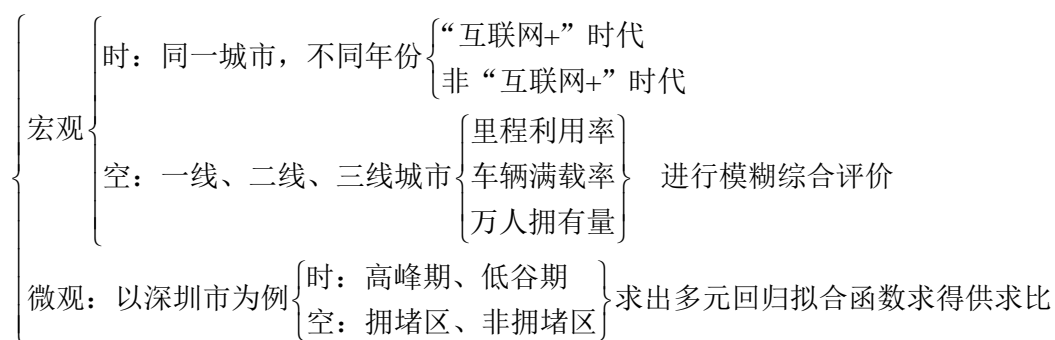 宏观
时：同一城市，不同年份
“互联网+”时代
非“互联网+”时代
空：一线、二线、三线城市
里程利用率
车辆满载率
万人拥有量
进行模糊综合评价
微观：以深圳市为例
时：高峰期、低谷期
空：拥堵区、非拥堵区
求出多元回归拟合函数求得供求比